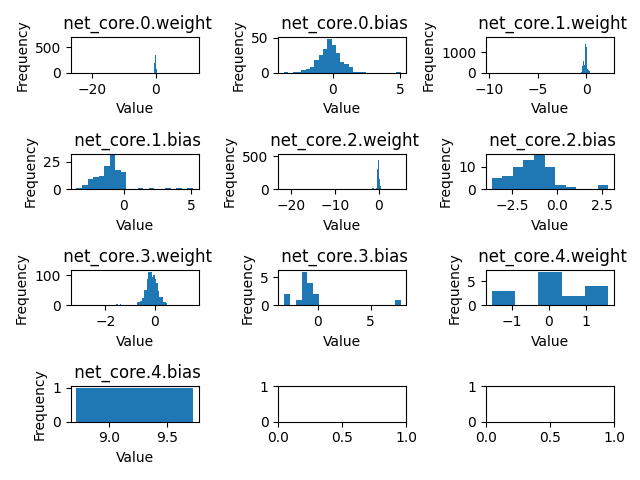 net_core.0.weight
net_core.0.bias
net_core.1.weight
Frequency
500
0
−20
0
Value
Frequency
50
0
0
5
Value
Frequency
1000
0
−10
−5
0
Value
net_core.1.bias
net_core.2.weight
net_core.2.bias
Frequency
25
0
0
5
Value
Frequency
500
0
−20
−10
0
Value
Frequency
10
0
−2.5
0.0
2.5
Value
net_core.3.weight
net_core.3.bias
net_core.4.weight
Frequency
100
0
−2
0
Value
Frequency
5
0
0
5
Value
Frequency
5
0
−1
0
1
Value
net_core.4.bias
Frequency
1
0
9.0
9.5
Value
1
0
0.0
0.5
1.0
1
0
0.0
0.5
1.0